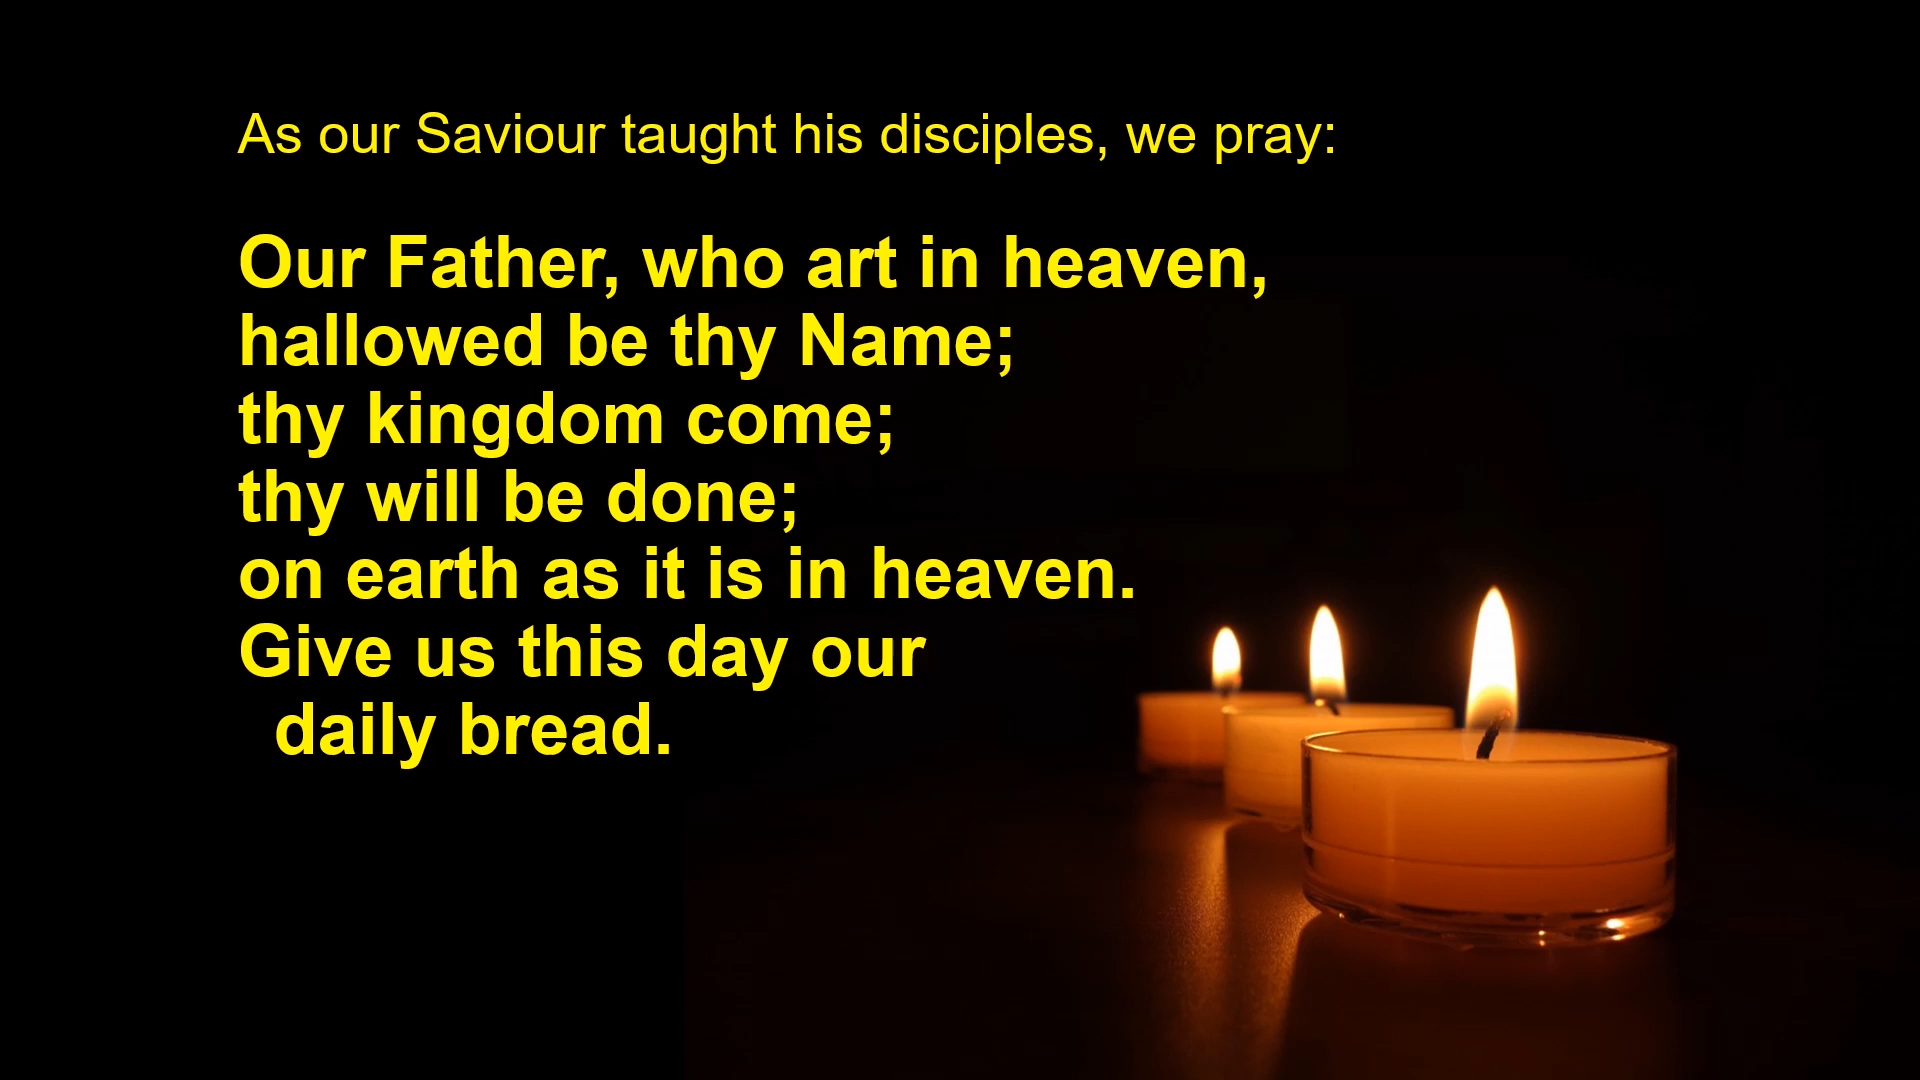 As our Saviour taught his disciples, we pray:
Our Father, who art in heaven,
hallowed be thy Name;
thy kingdom come;
thy will be done;
on earth as it is in heaven.
Give us this day our
daily bread.